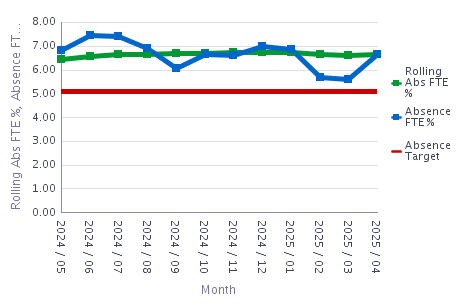 Rolling Abs FTE %, Absence FT...
8.00
7.00
6.00
5.00
4.00
3.00
2.00
1.00
0.00
2024 / 05
2024 / 06
2024 / 07
2024 / 08
2024 / 09
2024 / 10
2024 / 11
2024 / 12
2025 / 01
2025 / 02
2025 / 03
2025 / 04
Month
Rolling
Abs FTE
%
Absence
FTE %
Absence
Target